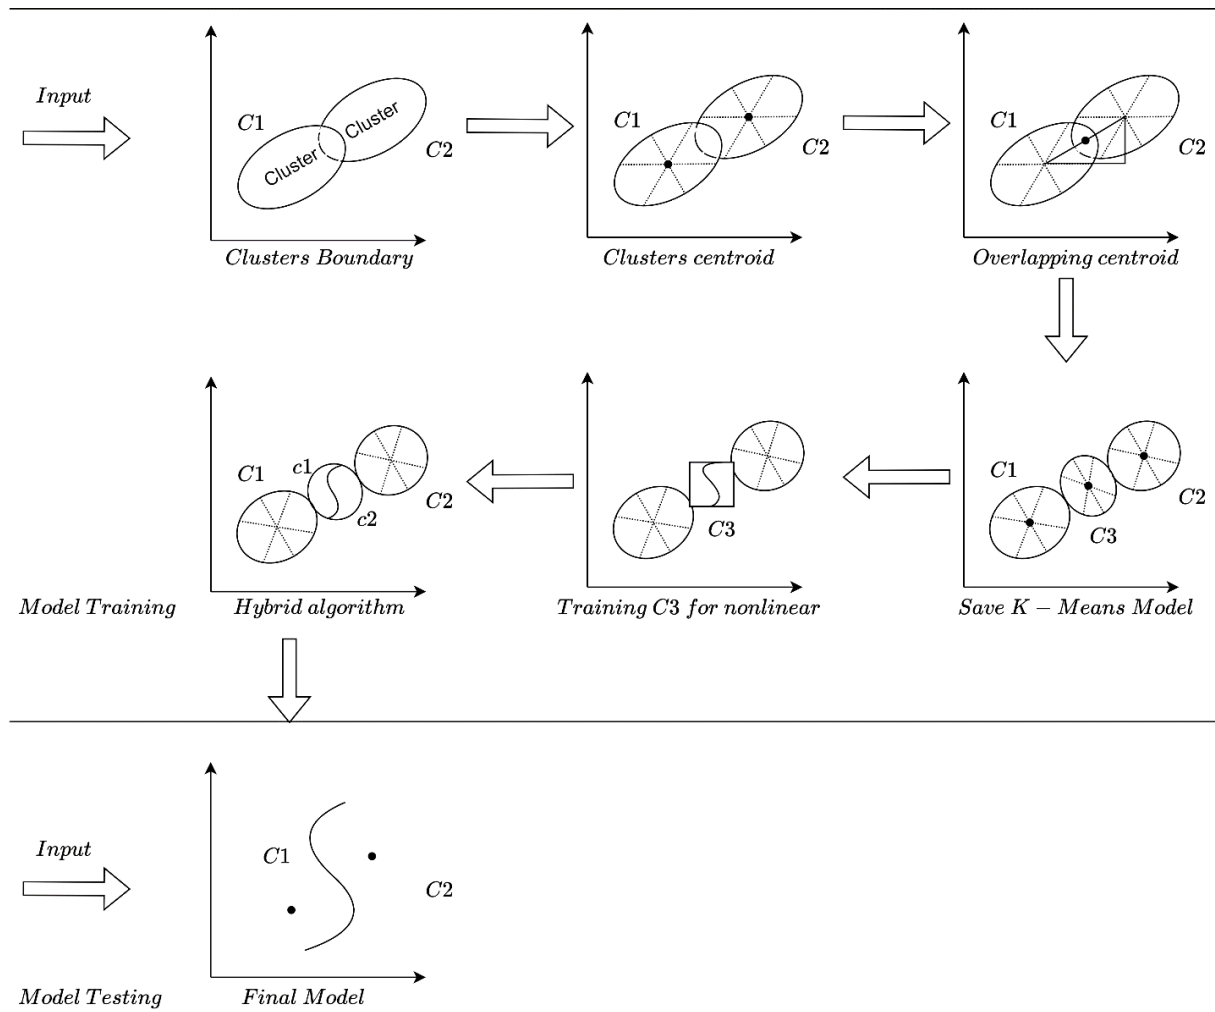 Input
C1
Cluster
Cluster
C2
Clusters Boundary
C1
C2
Clusters centroid
C1
C2
Overlapping centroid
C1
c1
c2
C2
Hybrid algorithm
C3
Training C3 for nonlinear
C1
C2
C3
Save K − Means Model
Model Training
Input
C1
C2
Final Model
Model Testing